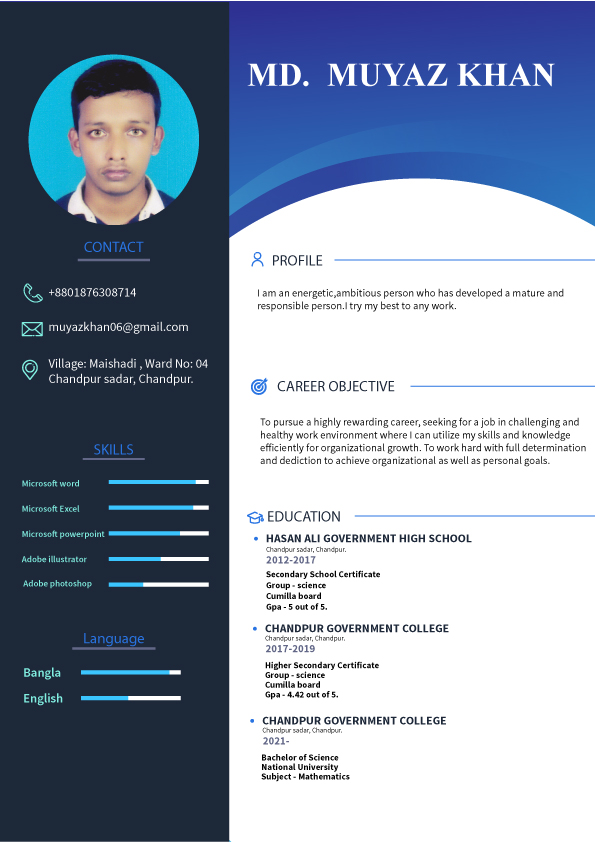 MD. MUYAZ KHAN
CONTACT
+8801876308714
muyazkhan06@gmail.com
Village: Maishadi , Ward No: 04
Chandpur sadar, Chandpur.
SKILLS
Microsoft word
Microsoft Excel
Microsoft powerpoint
Adobe illustrator
Adobe photoshop
Language
Bangla
English
PROFILE
I am an energetic,ambitious person who has developed a mature and
responsible person.I try my best to any work.
CAREER OBJECTIVE
To pursue a highly rewarding career, seeking for a job in challenging and
healthy work environment where I can utilize my skills and knowledge
efficiently for organizational growth. To work hard with full determination
and dediction to achieve organizational as well as personal goals.
EDUCATION
HASAN ALI GOVERNMENT HIGH SCHOOL
Chandpur sadar, Chandpur.
2012-2017
Secondary School Certificate
Group - science
Cumilla board
Gpa - 5 out of 5.
CHANDPUR GOVERNMENT COLLEGE
Chandpur sadar, Chandpur.
2017-2019
Higher Secondary Certificate
Group - science
Cumilla board
Gpa - 4.42 out of 5.
CHANDPUR GOVERNMENT COLLEGE
Chandpur sadar, Chandpur.
2021-
Bachelor of Science
National University
Subject - Mathematics